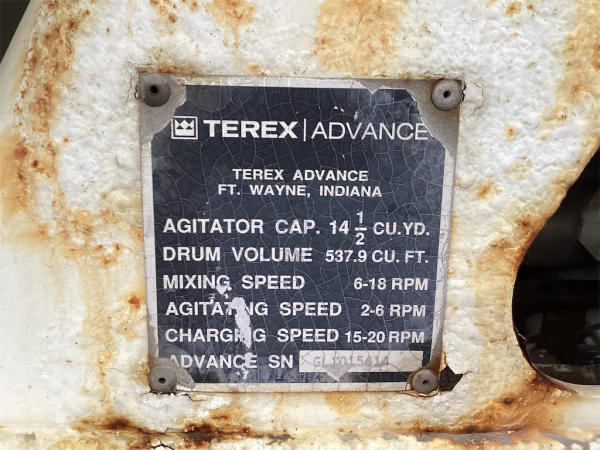 TEREX | ADVANCE
TEREX ADVANCE
FT. WAYNE, INDIANA
AGITATOR CAP. 14 1/2 CU.YD.
DRUM VOLUME 537.9 CU. FT.
MIXING SPEED 6-18 RPM
AGITATING SPEED 2-6 RPM
CHARGING SPEED 15-20 RPM
ADVANCE SN GL1015414